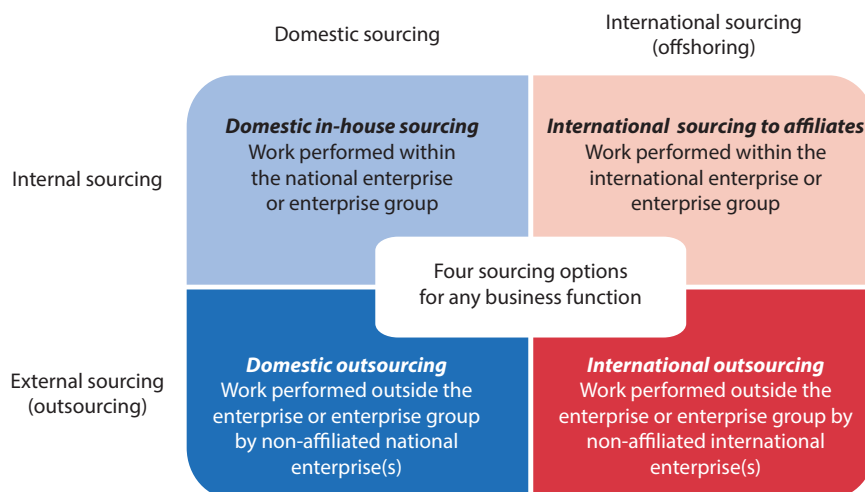 Domestic sourcing
International sourcing
(offshoring)
Internal sourcing
Domestic in-house sourcing
Work performed within
the national enterprise
or enterprise group
International sourcing to affiliates
Work performed within the
international enterprise or
enterprise group
Four sourcing options
for any business function
External sourcing
(outsourcing)
Domestic outsourcing
Work performed outside the
enterprise or enterprise group
by non-affiliated national
enterprise(s)
International outsourcing
Work performed outside the
enterprise or enterprise group by
non-affiliated international
enterprise(s)